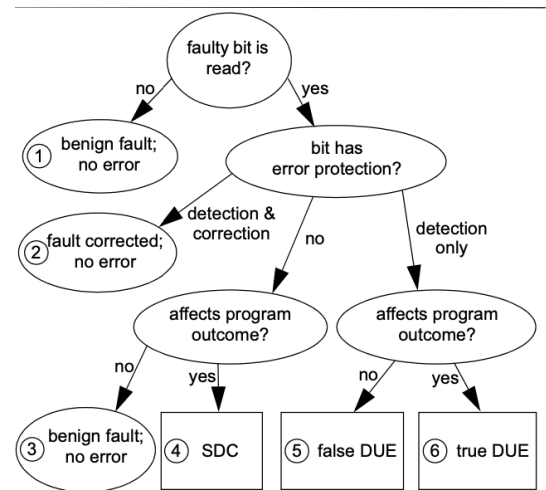 faulty bit is
read?
no
yes
1 benign fault;
no error
bit has
error protection?
detection &
correction
no
detection
only
2 fault corrected;
no error
affects program
outcome?
affects program
outcome?
no
yes
no
yes
3 benign fault;
no error
4 SDC
5 false DUE
6 true DUE